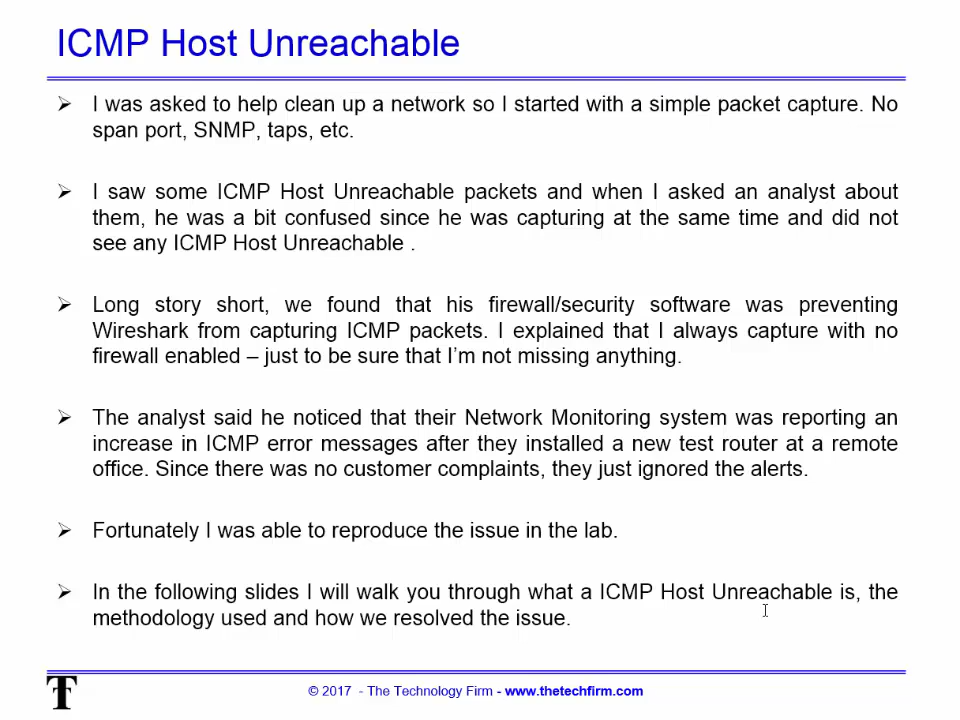 ICMP Host Unreachable
➢ I was asked to help clean up a network so I started with a simple packet capture. No
span port, SNMP, taps, etc.
➢ I saw some ICMP Host Unreachable packets and when I asked an analyst about
them, he was a bit confused since he was capturing at the same time and did not
see any ICMP Host Unreachable .
➢ Long story short, we found that his firewall/security software was preventing
Wireshark from capturing ICMP packets. I explained that I always capture with no
firewall enabled – just to be sure that I'm not missing anything.
➢ The analyst said he noticed that their Network Monitoring system was reporting an
increase in ICMP error messages after they installed a new test router at a remote
office. Since there was no customer complaints, they just ignored the alerts.
➢ Fortunately I was able to reproduce the issue in the lab.
➢ In the following slides I will walk you through what a ICMP Host Unreachable is, the
methodology used and how we resolved the issue.
© 2017 - The Technology Firm - www.thetechfirm.com